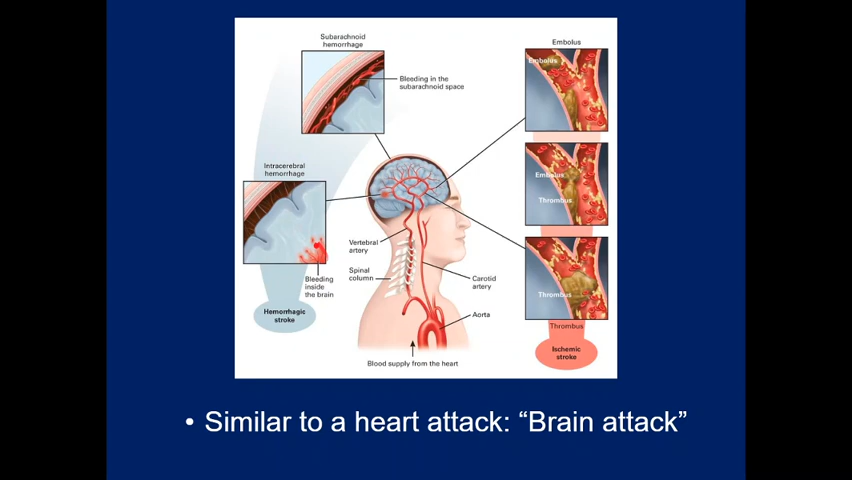 Subarachnoid
hemorrhage
Bleeding in the
subarachnoid space
Embolus
Embolus
Intracerebral
hemorrhage
Bleeding
inside
the brain
Hemorrhagic
stroke
Vertebral
artery
Spinal
column
Carotid
artery
Aorta
Blood supply from the heart
Embolus
Thrombus
Thrombus
Thrombus
Ischemic
stroke
• Similar to a heart attack: “Brain attack”